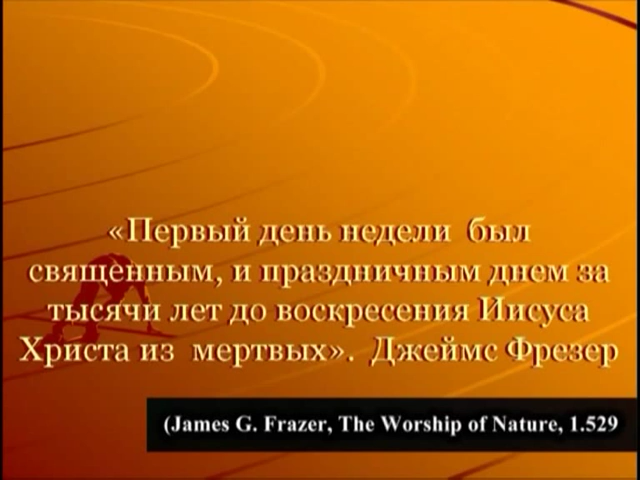 «Первый день недели был
священным, и праздничным днем за
тысячи лет до воскресения Иисуса
Христа из мертвых». Джеймс Фрезер
(James G. Frazer, The Worship of Nature, 1.529